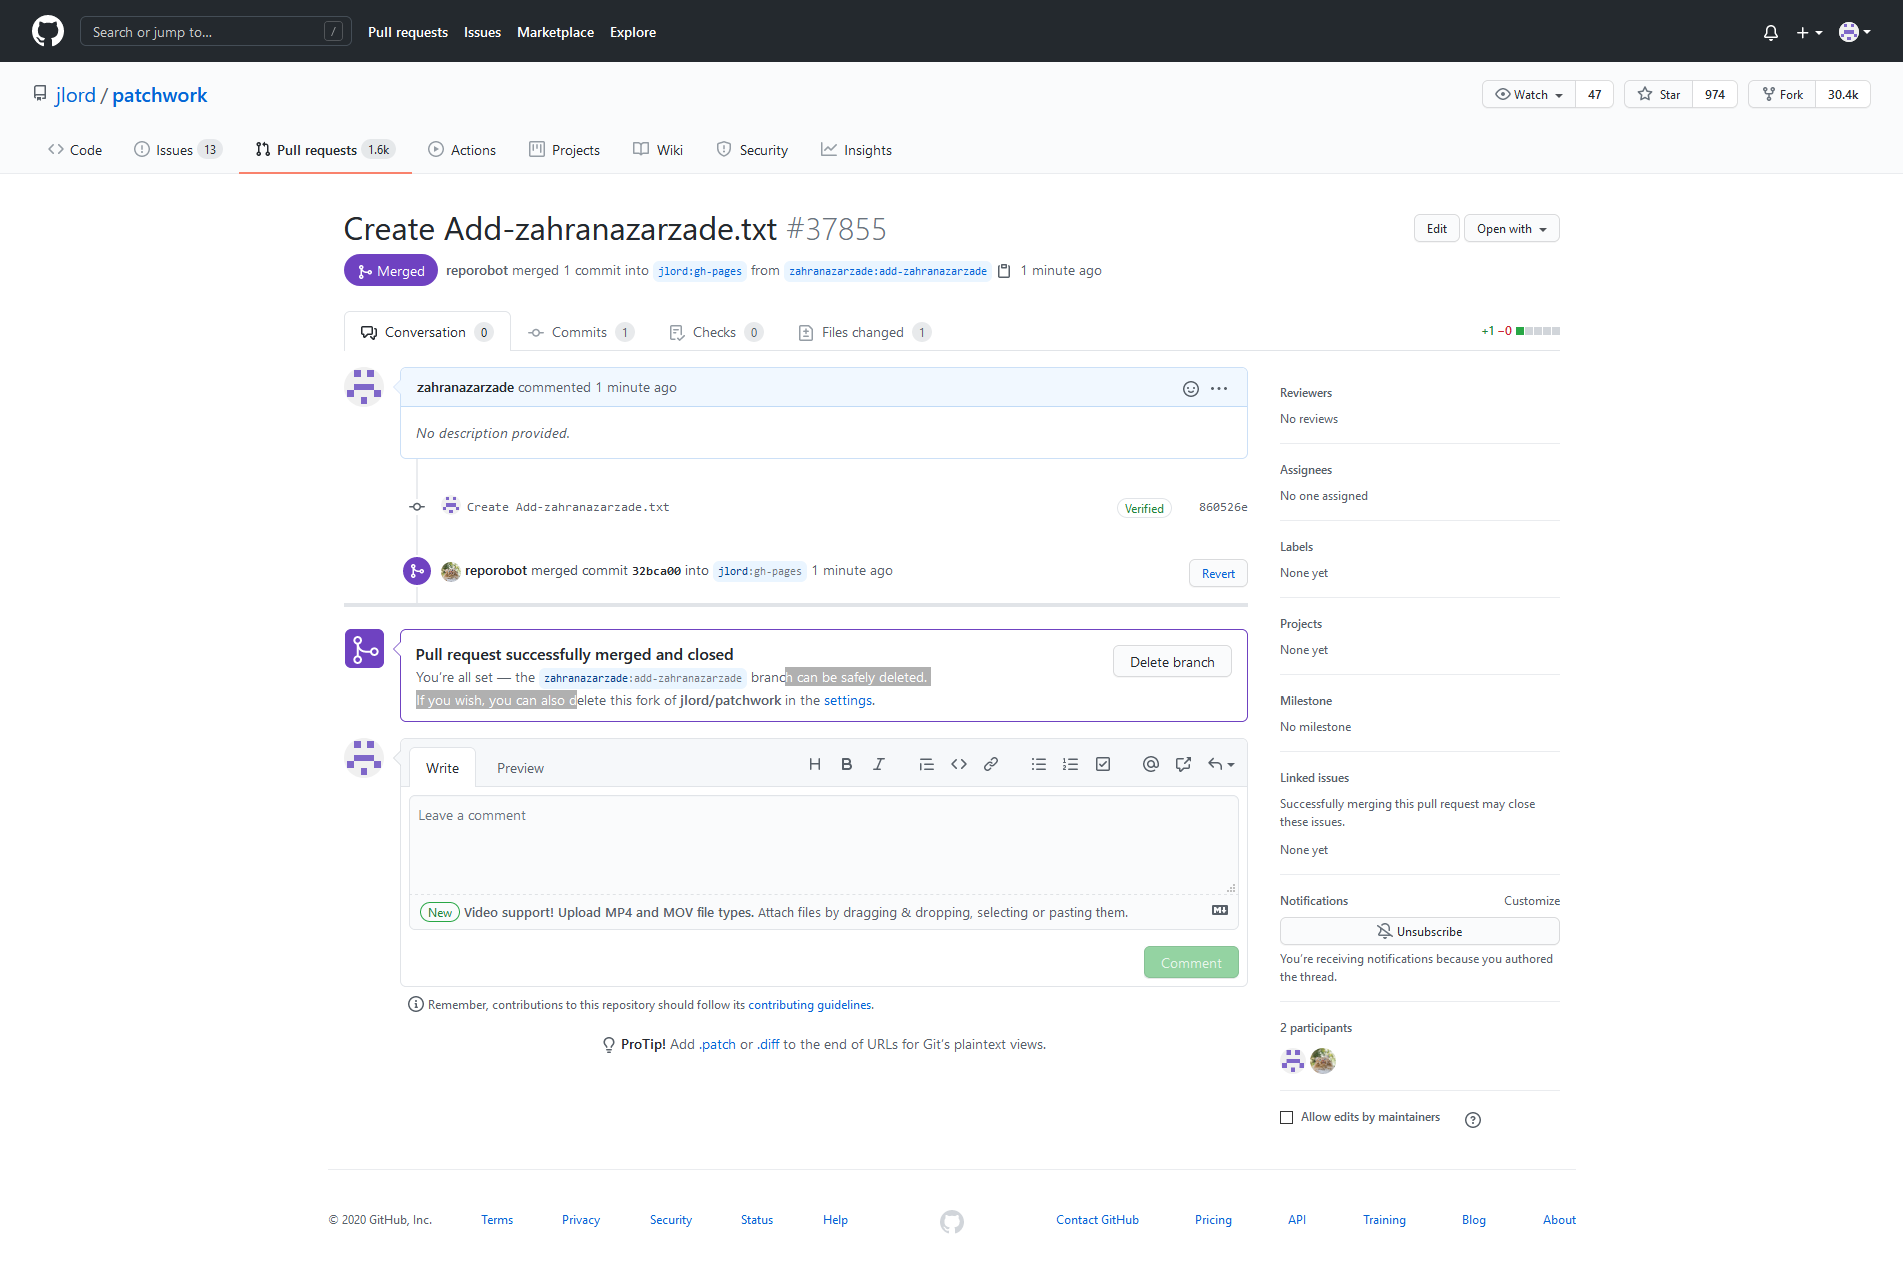 Search or jump to... /
Pull requests Issues Marketplace Explore
jlord / patchwork
Watch 47 Star 974 Fork 30.4k
Code Issues 13 Pull requests 1.6k Actions Projects Wiki Security Insights
Create Add-zahranazarzade.txt #37855
Edit Open with
Merged reporobot merged 1 commit into jlord:gh-pages from zahranazarzade:add-zahranazarzade 1 minute ago
Conversation 0 Commits 1 Checks 0 Files changed 1
+1 −0
zahranazarzade commented 1 minute ago
No description provided.
Create Add-zahranazarzade.txt Verified 860526e
reporobot merged commit 32bca00 into jlord:gh-pages 1 minute ago Revert
Pull request successfully merged and closed
You're all set — the zahranazarzade:add-zahranazarzade branch can be safely deleted.
If you wish, you can also delete this fork of jlord/patchwork in the settings.
Delete branch
Write Preview
H B I
Leave a comment
New Video support! Upload MP4 and MOV file types. Attach files by dragging & dropping, selecting or pasting them.
Comment
Remember, contributions to this repository should follow its contributing guidelines.
ProTip! Add .patch or .diff to the end of URLs for Git's plaintext views.
Reviewers
No reviews
Assignees
No one assigned
Labels
None yet
Projects
None yet
Milestone
No milestone
Linked issues
Successfully merging this pull request may close
these issues.
None yet
Notifications Customize
Unsubscribe
You're receiving notifications because you authored
the thread.
2 participants
Allow edits by maintainers
© 2020 GitHub, Inc. Terms Privacy Security Status Help Contact GitHub Pricing API Training Blog About